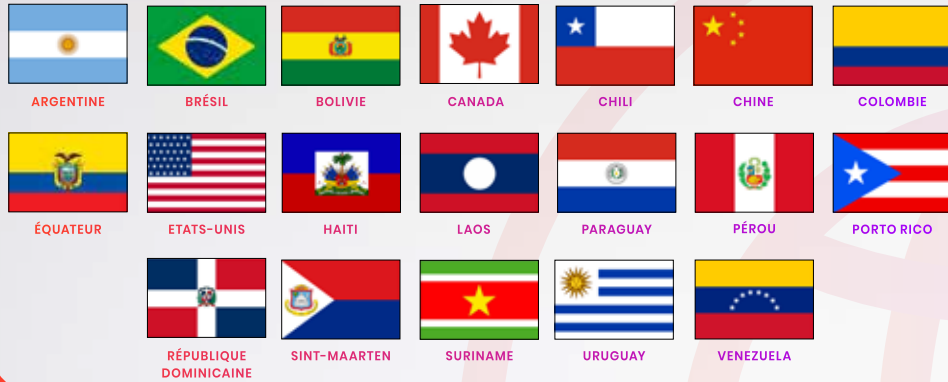 ARGENTINE
BRÉSIL
BOLIVIE
CANADA
CHILI
CHINE
COLOMBIE
ÉQUATEUR
ETATS-UNIS
HAITI
LAOS
PARAGUAY
PÉROU
PORTO RICO
RÉPUBLIQUE
DOMINICAINE
SINT-MAARTEN
SURINAME
URUGUAY
VENEZUELA